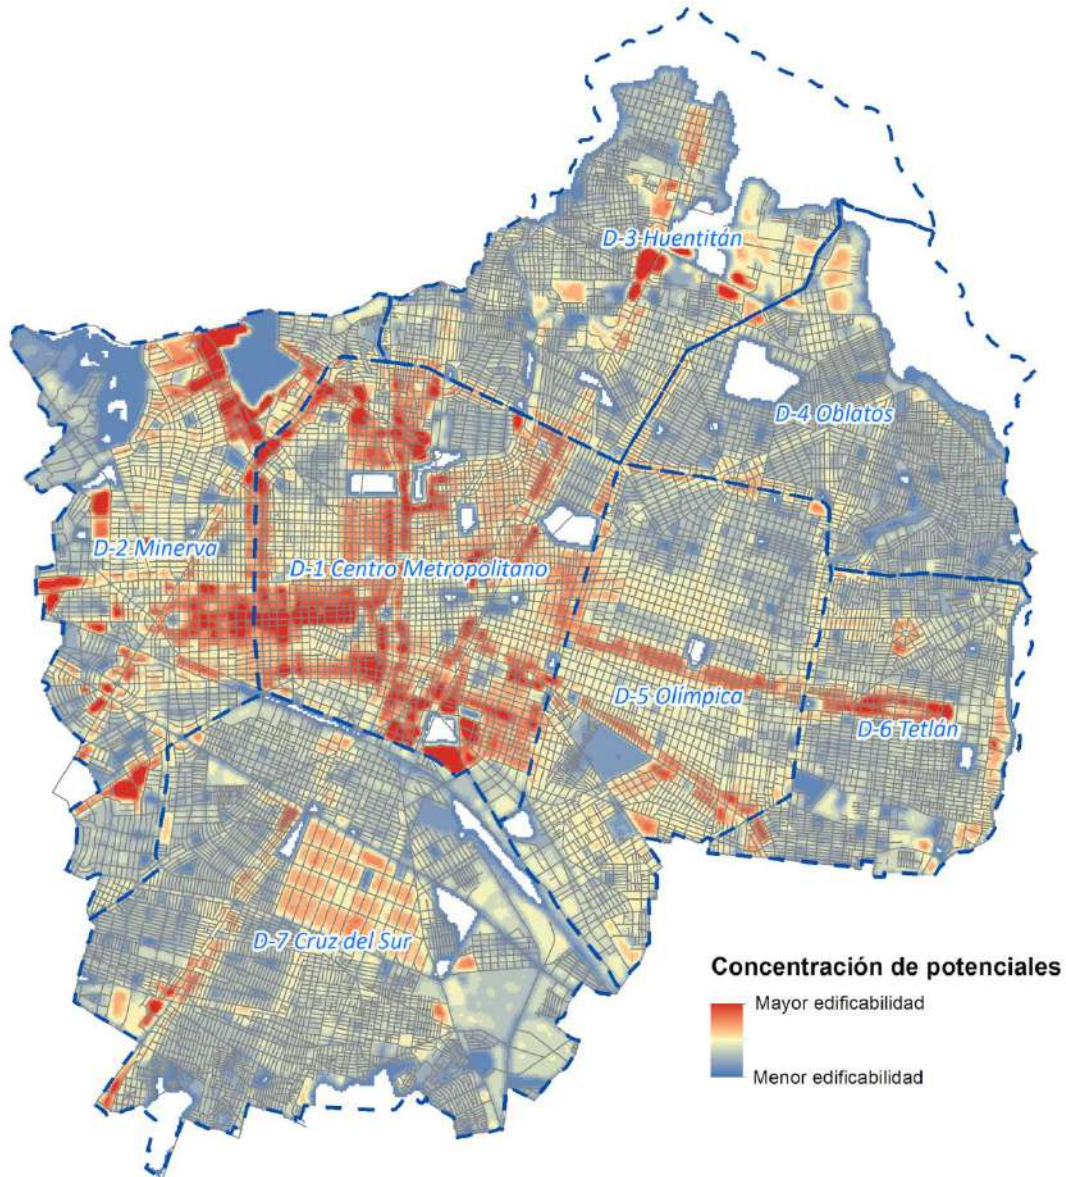 D-3 Huentitán
D-4 Oblatos
D-2 Minerva
D-1 Centro Metropolitano
D-5 Olímpica
D-6 Tetlán
D-7 Cruz del Sur
Concentración de potenciales
Mayor edificabilidad
Menor edificabilidad